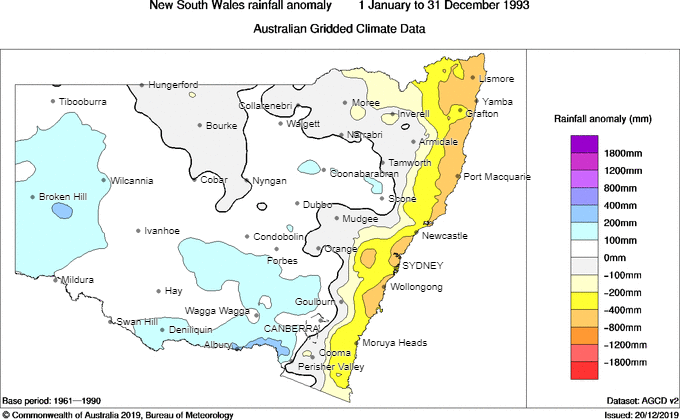 New South Wales rainfall anomaly 1 January to 31 December 1993
Australian Gridded Climate Data
Hungerford
Lismore
Tibooburra
Collarenebri
Moree
Yamba
Inverell
Grafton
Bourke
Walgett
Narrabri
Armidale
Tamworth
Wilcannia
Cobar
Nyngan
Coonabarabran
Port Macquarie
Broken Hill
Dubbo
Scone
Mudgee
Ivanhoe
Condobolin
Newcastle
Orange
Forbes
SYDNEY
Mildura
Hay
Wollongong
Goulburn
Wagga Wagga
Swan Hill
Deniliquin
CANBERRA
Albury
Moruya Heads
Cooma
Perisher Valley
Rainfall anomaly (mm)
1800mm
1200mm
800mm
400mm
200mm
100mm
0mm
-100mm
-200mm
-400mm
-800mm
-1200mm
-1800mm
Base period: 1961—1990
Dataset: AGCD v2
© Commonwealth of Australia 2019, Bureau of Meteorology
Issued: 20/12/2019